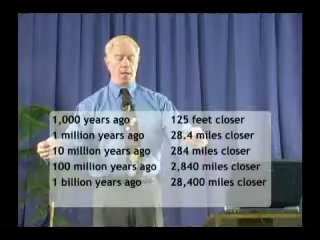 1,000 years ago 125 feet closer
1 million years ago 28.4 miles closer
10 million years ago 284 miles closer
100 million years ago 2,840 miles closer
1 billion years ago 28,400 miles closer